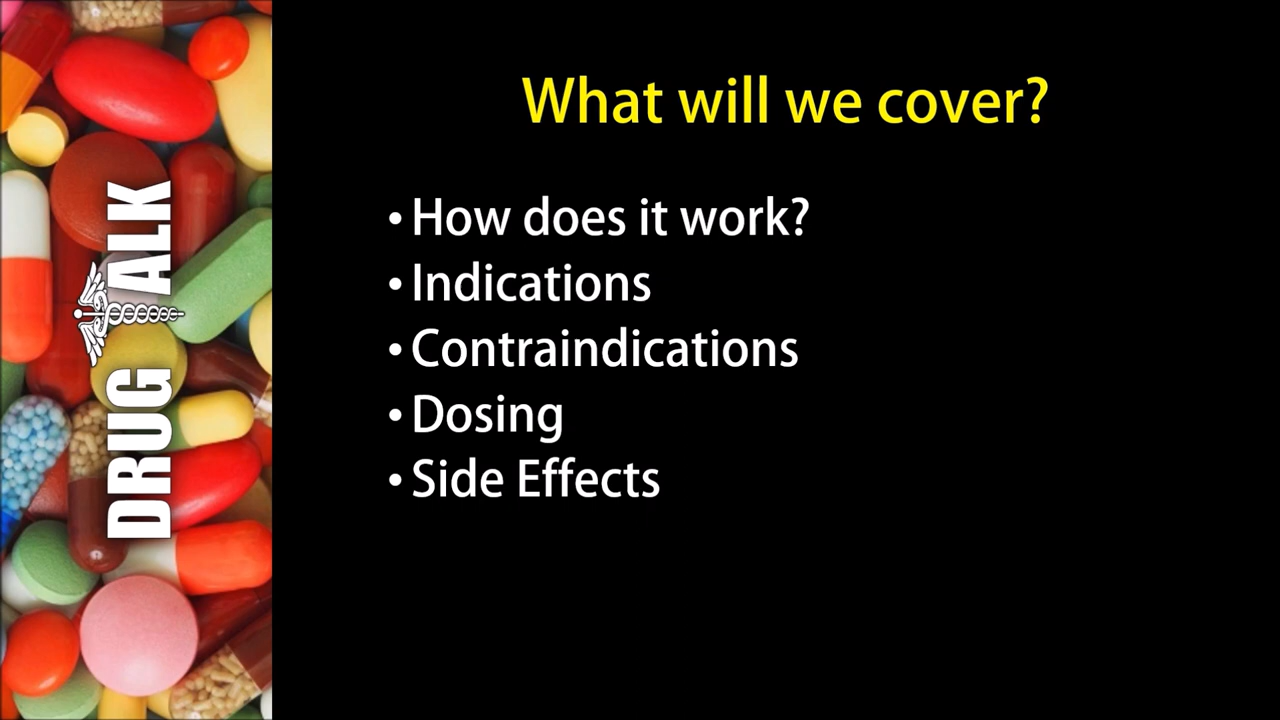 DRUG TALK
What will we cover?
• How does it work?
• Indications
• Contraindications
• Dosing
• Side Effects